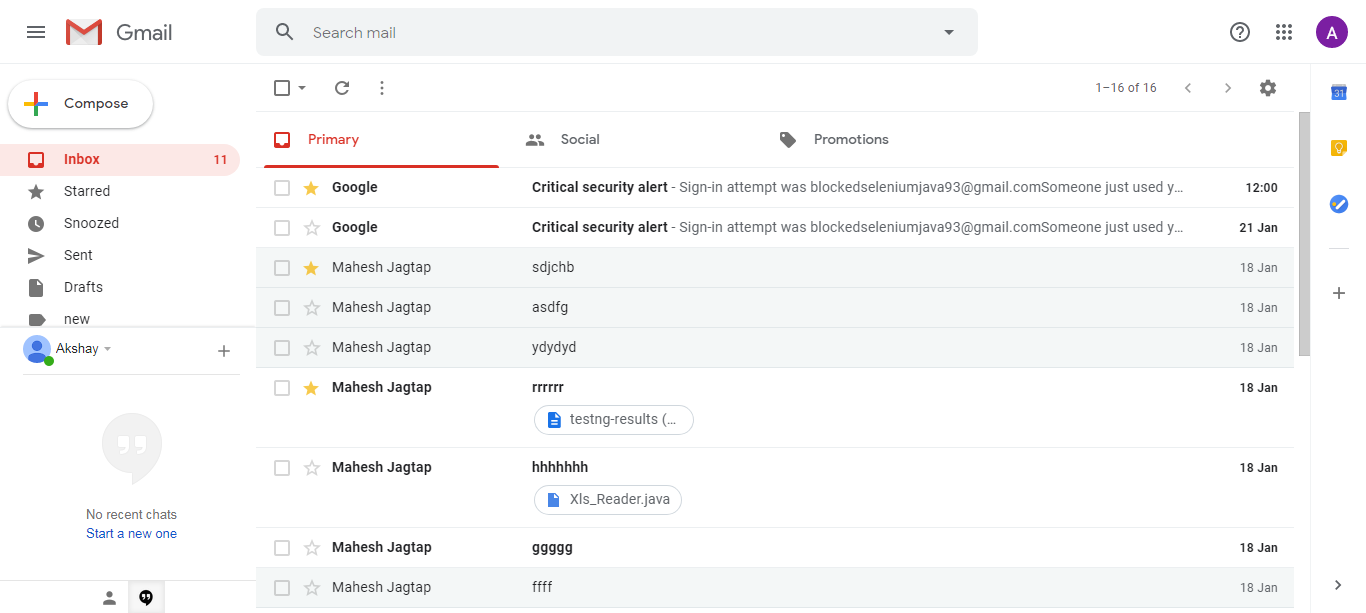 Gmail
Search mail
A
Compose
1–16 of 16
31
Primary
Social
Promotions
Inbox 11
Starred
Snoozed
Sent
Drafts
new
Akshay
No recent chats
Start a new one
Google Critical security alert - Sign-in attempt was blockedseleniumjava93@gmail.comSomeone just used y… 12:00
Google Critical security alert - Sign-in attempt was blockedseleniumjava93@gmail.comSomeone just used y… 21 Jan
Mahesh Jagtap sdjchb 18 Jan
Mahesh Jagtap asdfg 18 Jan
Mahesh Jagtap ydydyd 18 Jan
Mahesh Jagtap rrrrrr 18 Jan
testng-results (…
Mahesh Jagtap hhhhhhh 18 Jan
Xls_Reader.java
Mahesh Jagtap ggggg 18 Jan
Mahesh Jagtap ffff 18 Jan